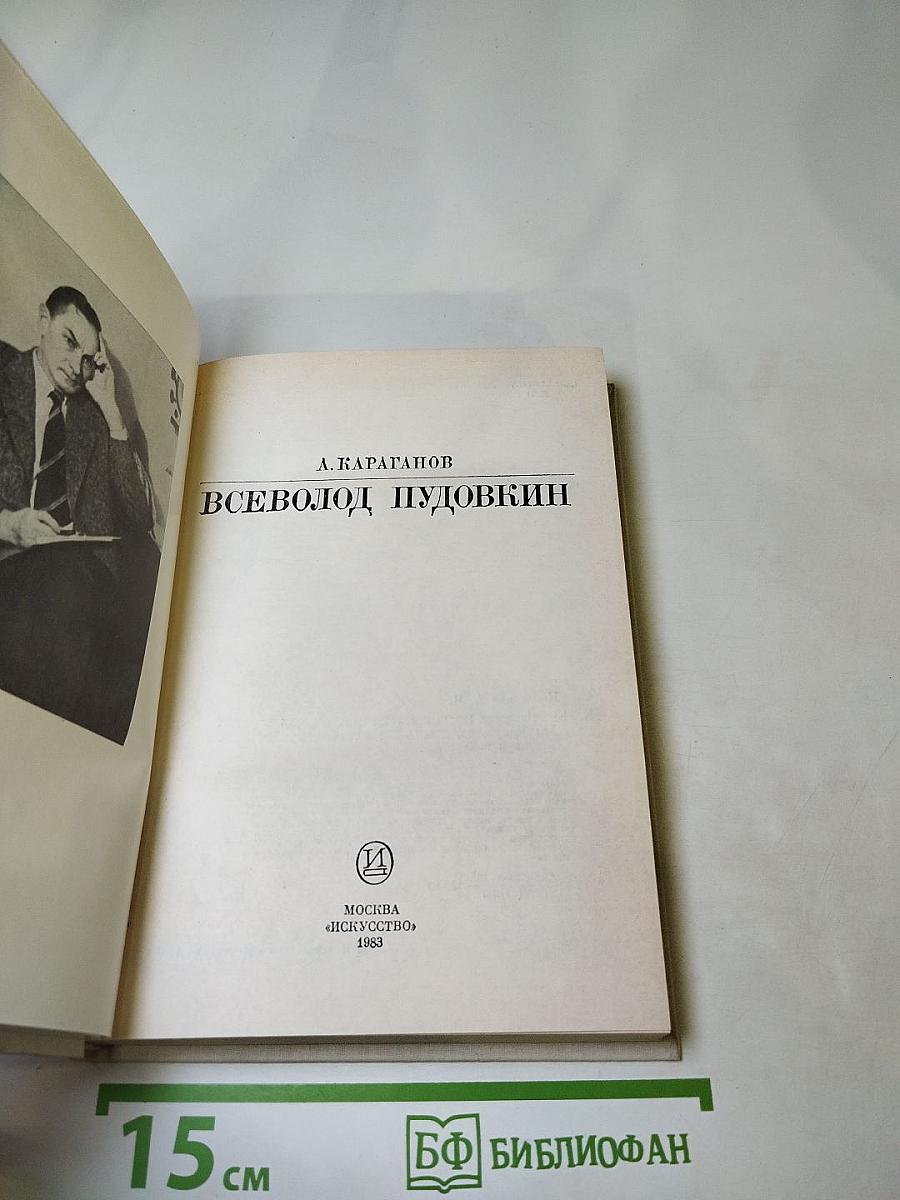 А. КАРАГАНОВ
ВСЕВОЛОД ПУДОВКИН
И
МОСКВА
«ИСКУССТВО»
1983
15 см
БФ БИБЛИОФАН